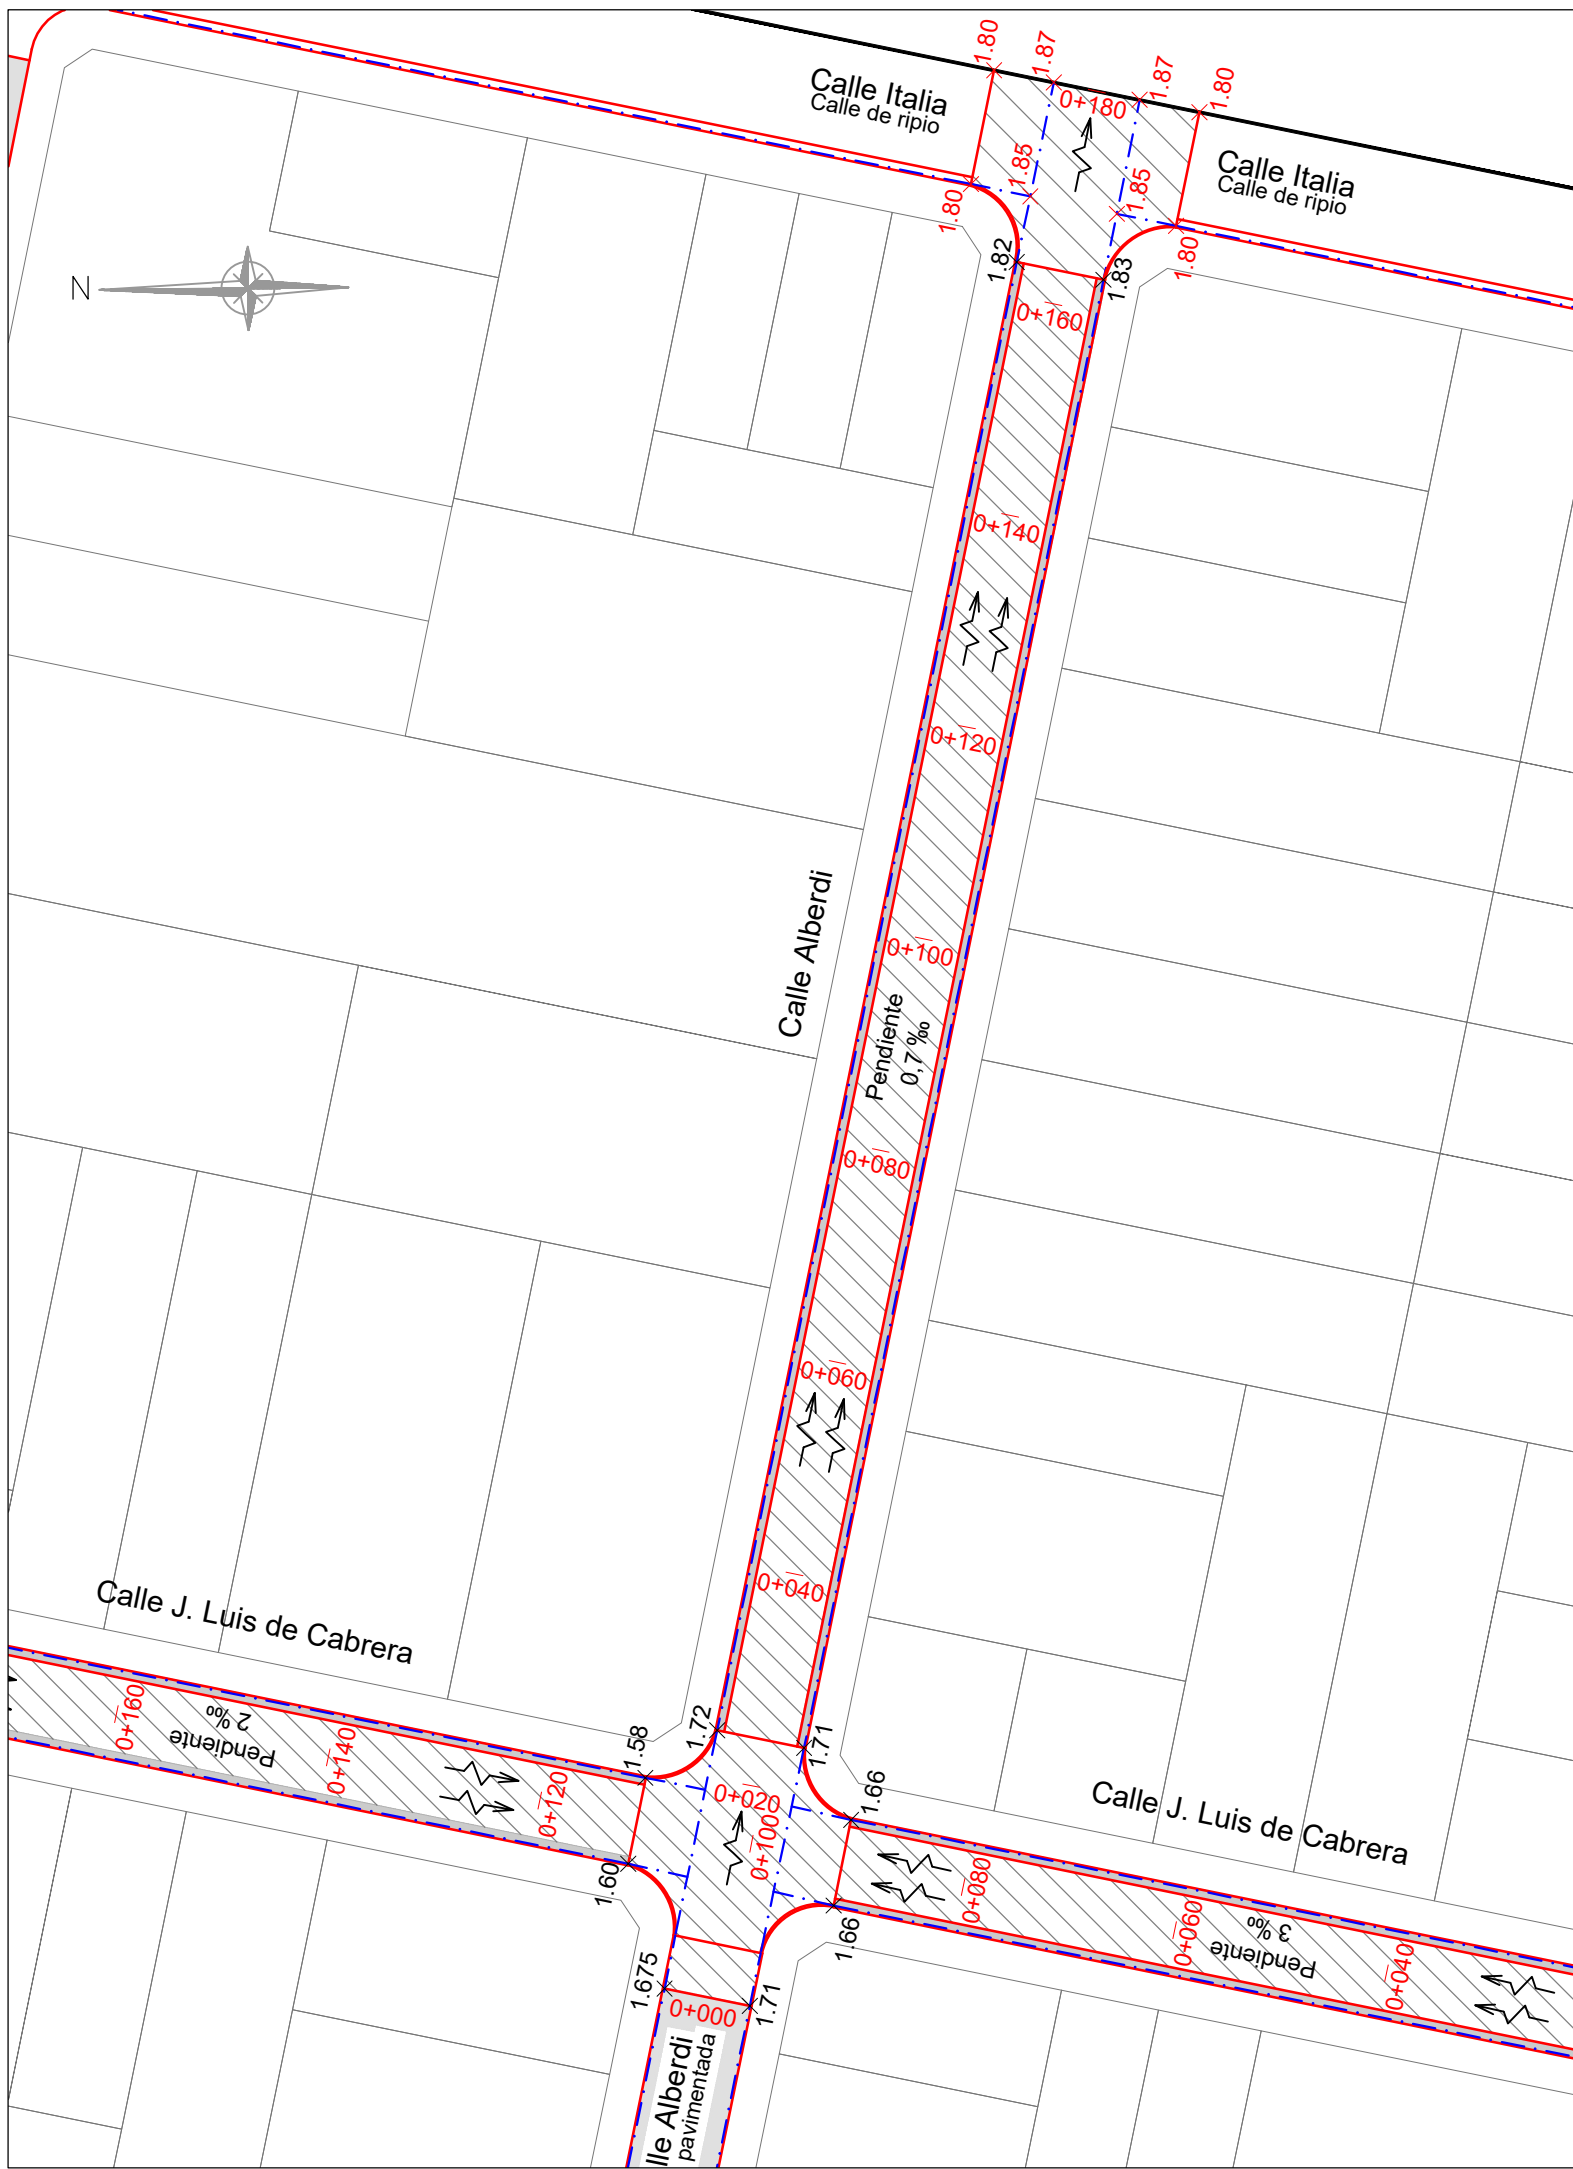 1.80
1.87
1.87
1.80
0+180
Calle Italia
Calle de ripio
Calle Italia
Calle de ripio
1.85
1.85
1.80
1.80
1.82
1.83
N
0+160
0+140
0+120
0+100
Calle Alberdi
Pendiente
0,7 ‰
0+080
0+060
0+040
Calle J. Luis de Cabrera
0+160
Pendiente
2 ‰
0+140
0+120
1.58
1.72
1.71
1.66
0+020
0+100
Calle J. Luis de Cabrera
1.60
0+080
1.66
0+060
Pendiente
3 ‰
0+040
1.675
1.71
0+000
lle Alberdi
pavimentada